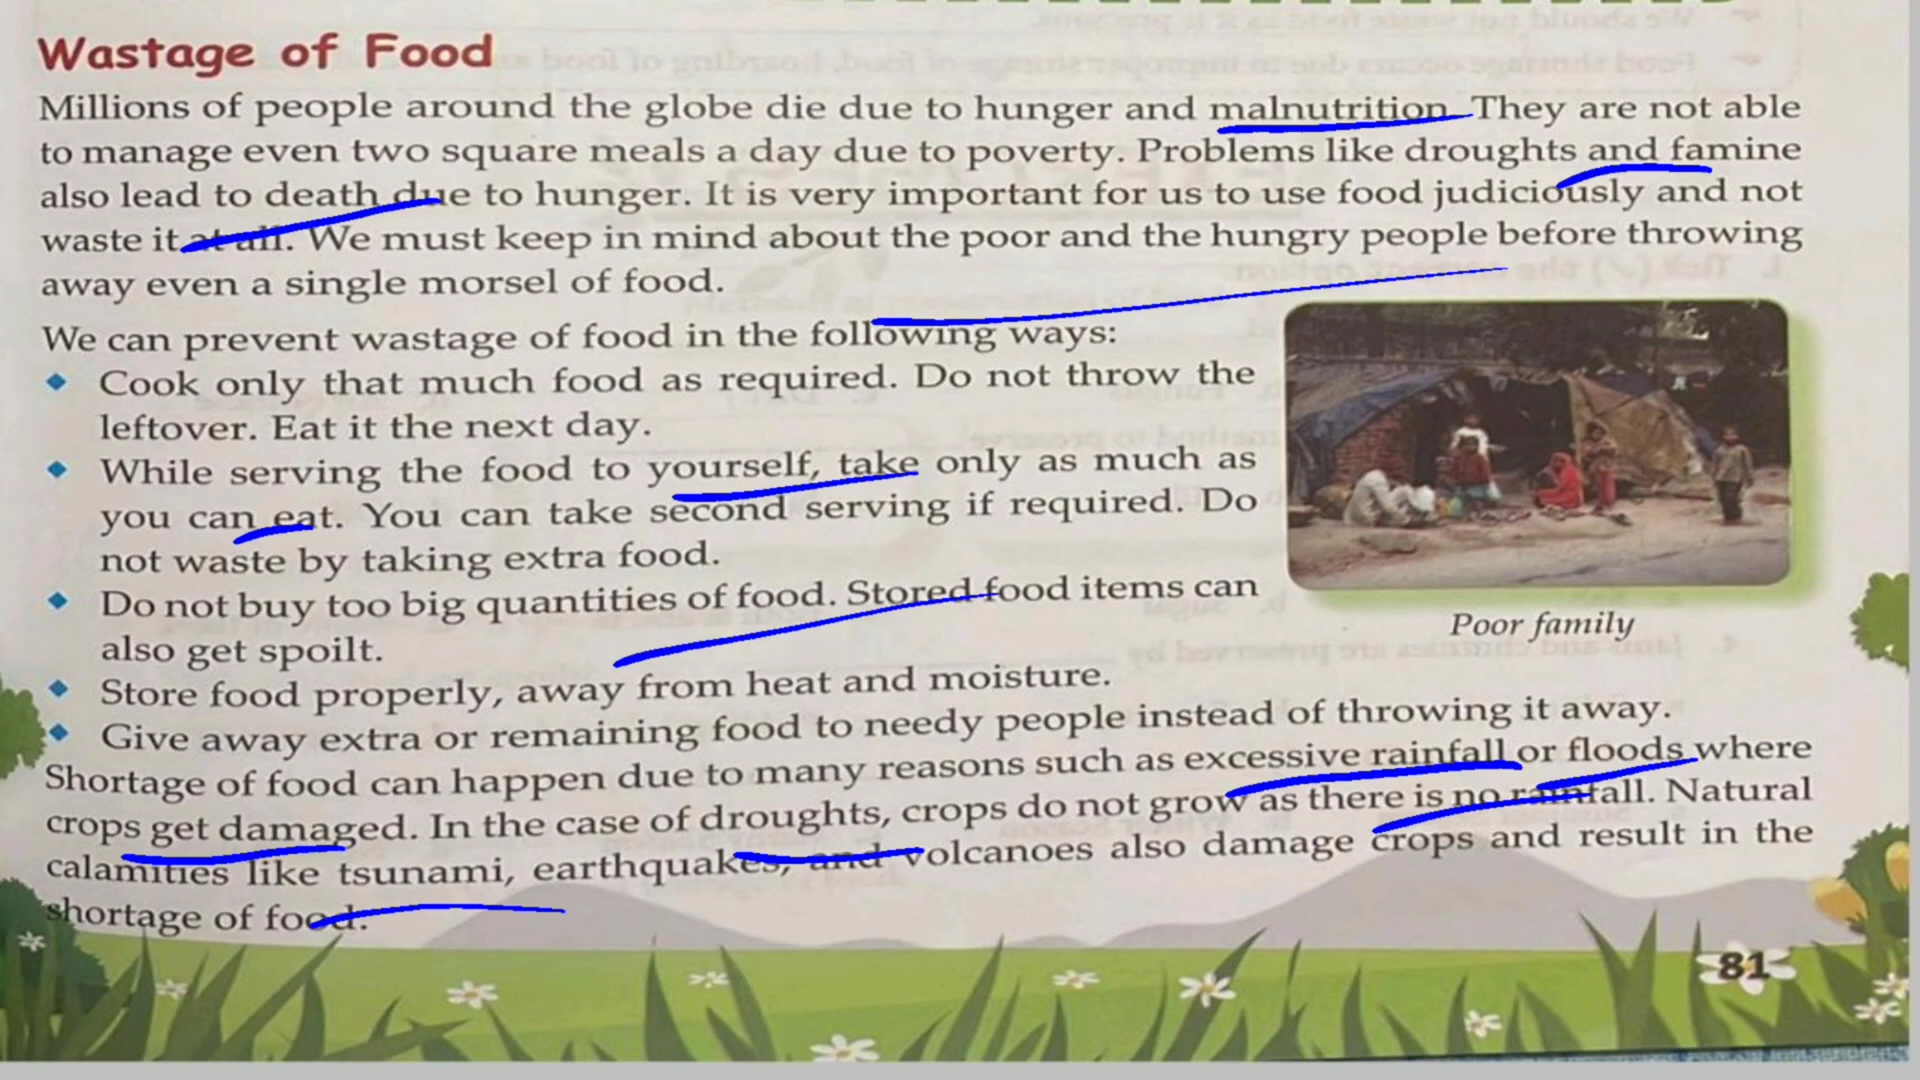 Wastage of Food
Millions of people around the globe die due to hunger and malnutrition. They are not able
to manage even two square meals a day due to poverty. Problems like droughts and famine
also lead to death due to hunger. It is very important for us to use food judiciously and not
waste it at all. We must keep in mind about the poor and the hungry people before throwing
away even a single morsel of food.
We can prevent wastage of food in the following ways:
Cook only that much food as required. Do not throw the
leftover. Eat it the next day.
While serving the food to yourself, take only as much as
you can eat. You can take second serving if required. Do
not waste by taking extra food.
Do not buy too big quantities of food. Stored food items can
also get spoilt.
Poor family
Store food properly, away from heat and moisture.
Give away extra or remaining food to needy people instead of throwing it away.
Shortage of food can happen due to many reasons such as excessive rainfall or floods where
crops get damaged. In the case of droughts, crops do not grow as there is no rainfall. Natural
calamities like tsunami, earthquakes, and volcanoes also damage crops and result in the
shortage of food.
81